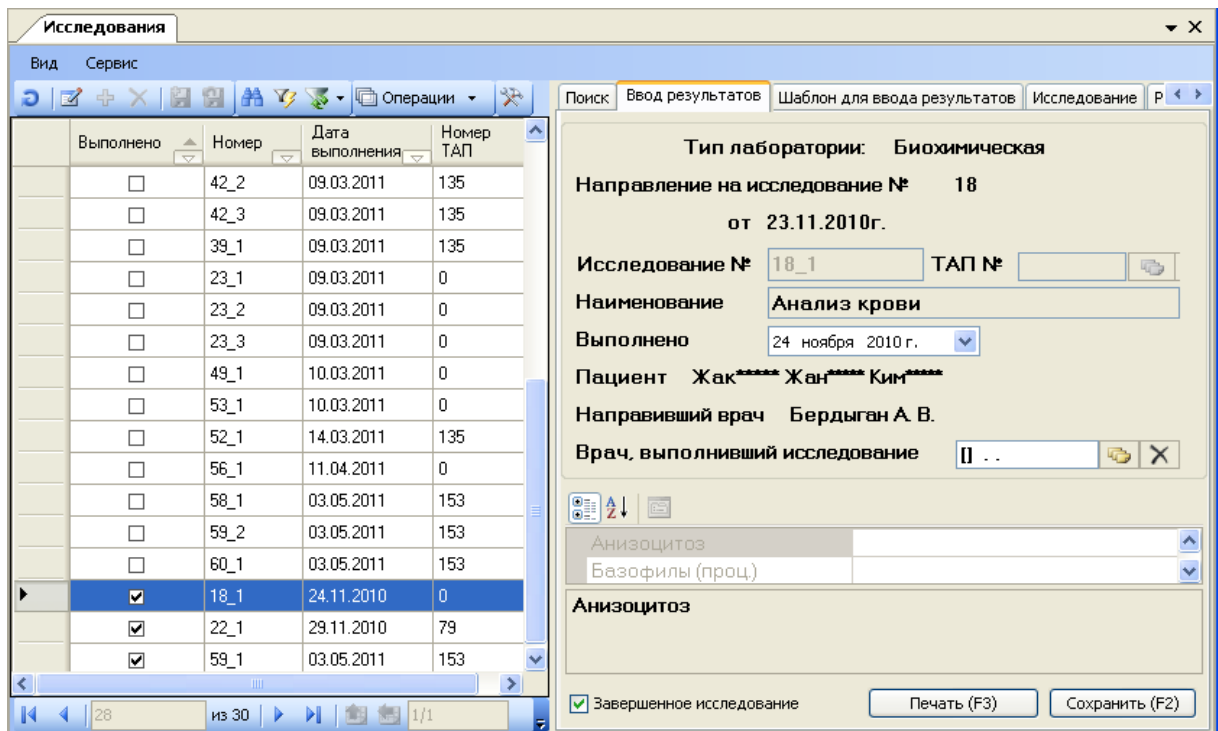 Исследования
Вид Сервис
Операции
Выполнено Номер Дата выполнения Номер ТАП
42_2 09.03.2011 135
42_3 09.03.2011 135
39_1 09.03.2011 135
23_1 09.03.2011 0
23_2 09.03.2011 0
23_3 09.03.2011 0
49_1 10.03.2011 0
53_1 10.03.2011 0
52_1 14.03.2011 135
56_1 11.04.2011 0
58_1 03.05.2011 153
59_2 03.05.2011 153
60_1 03.05.2011 153
18_1 24.11.2010 0
22_1 29.11.2010 79
59_1 03.05.2011 153
28 из 30 1/1
Поиск Ввод результатов Шаблон для ввода результатов Исследование Р
Тип лаборатории: Биохимическая
Направление на исследование № 18
от 23.11.2010г.
Исследование № 18_1 ТАП №
Наименование Анализ крови
Выполнено 24 ноября 2010 г.
Пациент Жак***** Жан***** Ким*****
Направивший врач Бердыган А. В.
Врач, выполнивший исследование [] . .
Анизоцитоз
Базофилы (проц.)
Анизоцитоз
Завершенное исследование Печать (F3) Сохранить (F2)